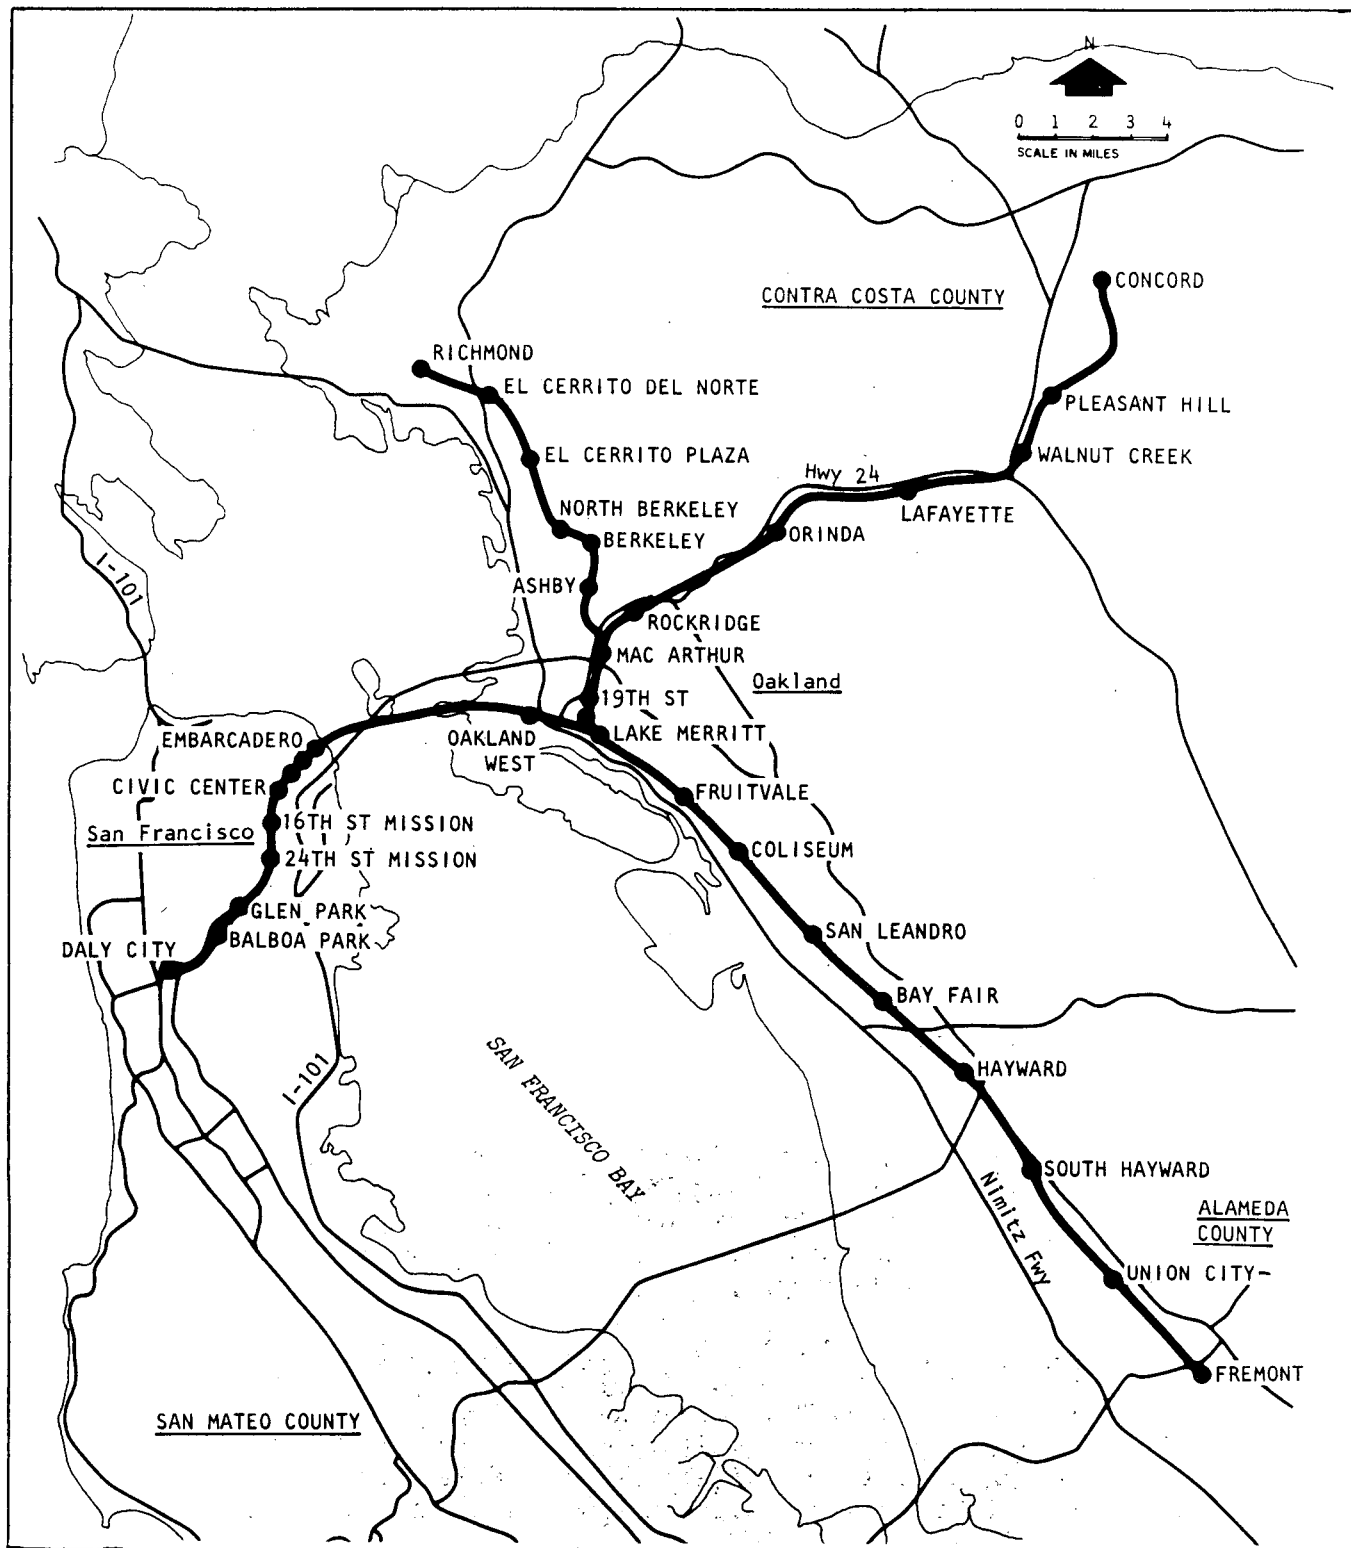 N
0 1 2 3 4
SCALE IN MILES
CONCORD
CONTRA COSTA COUNTY
RICHMOND
EL CERRITO DEL NORTE
PLEASANT HILL
EL CERRITO PLAZA
WALNUT CREEK
Hwy 24
LAFAYETTE
NORTH BERKELEY
BERKELEY
ORINDA
I-101
ASHBY
ROCKRIDGE
MAC ARTHUR
Oakland
19TH ST
LAKE MERRITT
EMBARCADERO
OAKLAND
WEST
CIVIC CENTER
FRUITVALE
16TH ST MISSION
San Francisco
24TH ST MISSION
COLISEUM
GLEN PARK
BALBOA PARK
SAN LEANDRO
DALY CITY
BAY FAIR
SAN FRANCISCO BAY
I-101
HAYWARD
SOUTH HAYWARD
Nimitz Fwy
ALAMEDA
COUNTY
UNION CITY-
FREMONT
SAN MATEO COUNTY